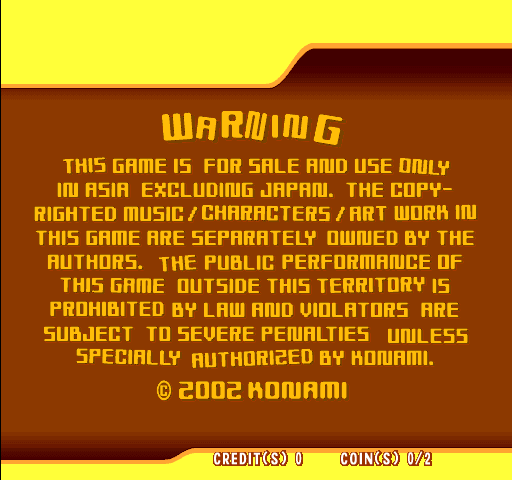 WARNING
THIS GAME IS FOR SALE AND USE ONLY
IN ASIA EXCLUDING JAPAN. THE COPY-
RIGHTED MUSIC/CHARACTERS/ART WORK IN
THIS GAME ARE SEPARATELY OWNED BY THE
AUTHORS. THE PUBLIC PERFORMANCE OF
THIS GAME OUTSIDE THIS TERRITORY IS
PROHIBITED BY LAW AND VIOLATORS ARE
SUBJECT TO SEVERE PENALTIES UNLESS
SPECIALLY AUTHORIZED BY KONAMI.
© 2002 KONAMI
CREDIT(S) 0 COIN(S) 0/2